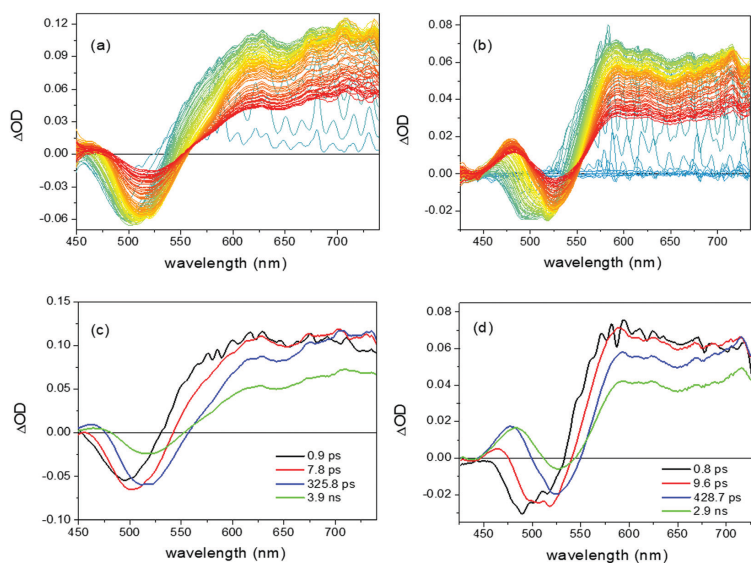 (a)
ΔOD
0.12
0.09
0.06
0.03
0.00
-0.03
-0.06
450 500 550 600 650 700
wavelength (nm)
(b)
ΔOD
0.08
0.06
0.04
0.02
0.00
-0.02
450 500 550 600 650 700
wavelength (nm)
(c)
ΔOD
0.15
0.10
0.05
0.00
-0.05
-0.10
0.9 ps
7.8 ps
325.8 ps
3.9 ns
450 500 550 600 650 700
wavelength (nm)
(d)
ΔOD
0.08
0.06
0.04
0.02
0.00
-0.02
0.8 ps
9.6 ps
428.7 ps
2.9 ns
450 500 550 600 650 700
wavelength (nm)